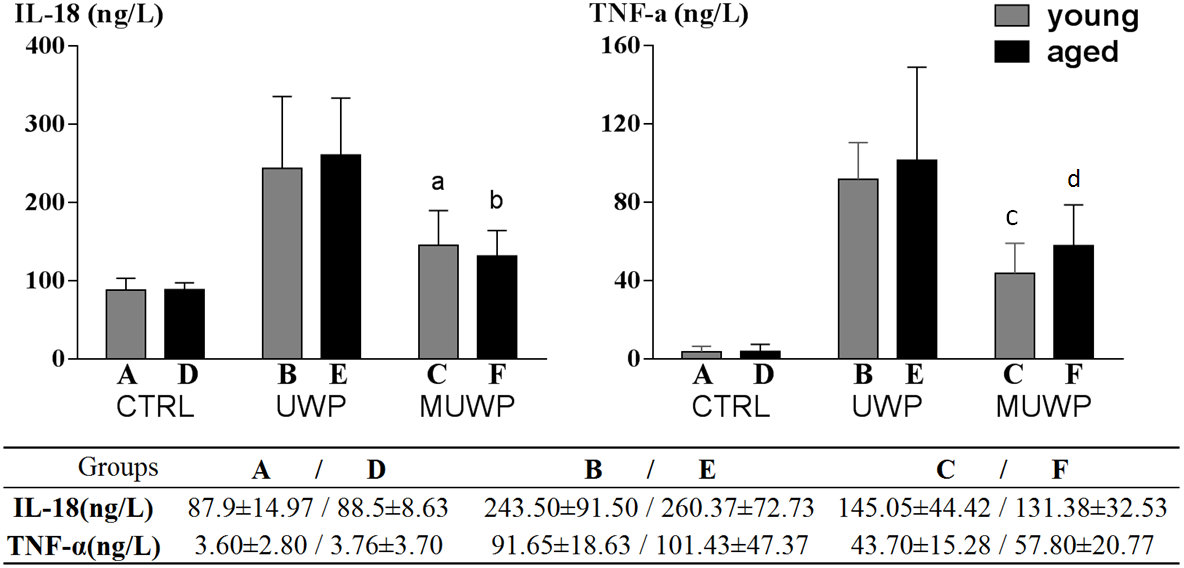 IL-18 (ng/L)
400
300
200
100
0
a
b
A D B E C F
CTRL UWP MUWP
TNF-a (ng/L)
160
120
80
40
0
c
d
A D B E C F
CTRL UWP MUWP
young
aged
Groups A / D B / E C / F
IL-18(ng/L) 87.9±14.97 / 88.5±8.63 243.50±91.50 / 260.37±72.73 145.05±44.42 / 131.38±32.53
TNF-α(ng/L) 3.60±2.80 / 3.76±3.70 91.65±18.63 / 101.43±47.37 43.70±15.28 / 57.80±20.77